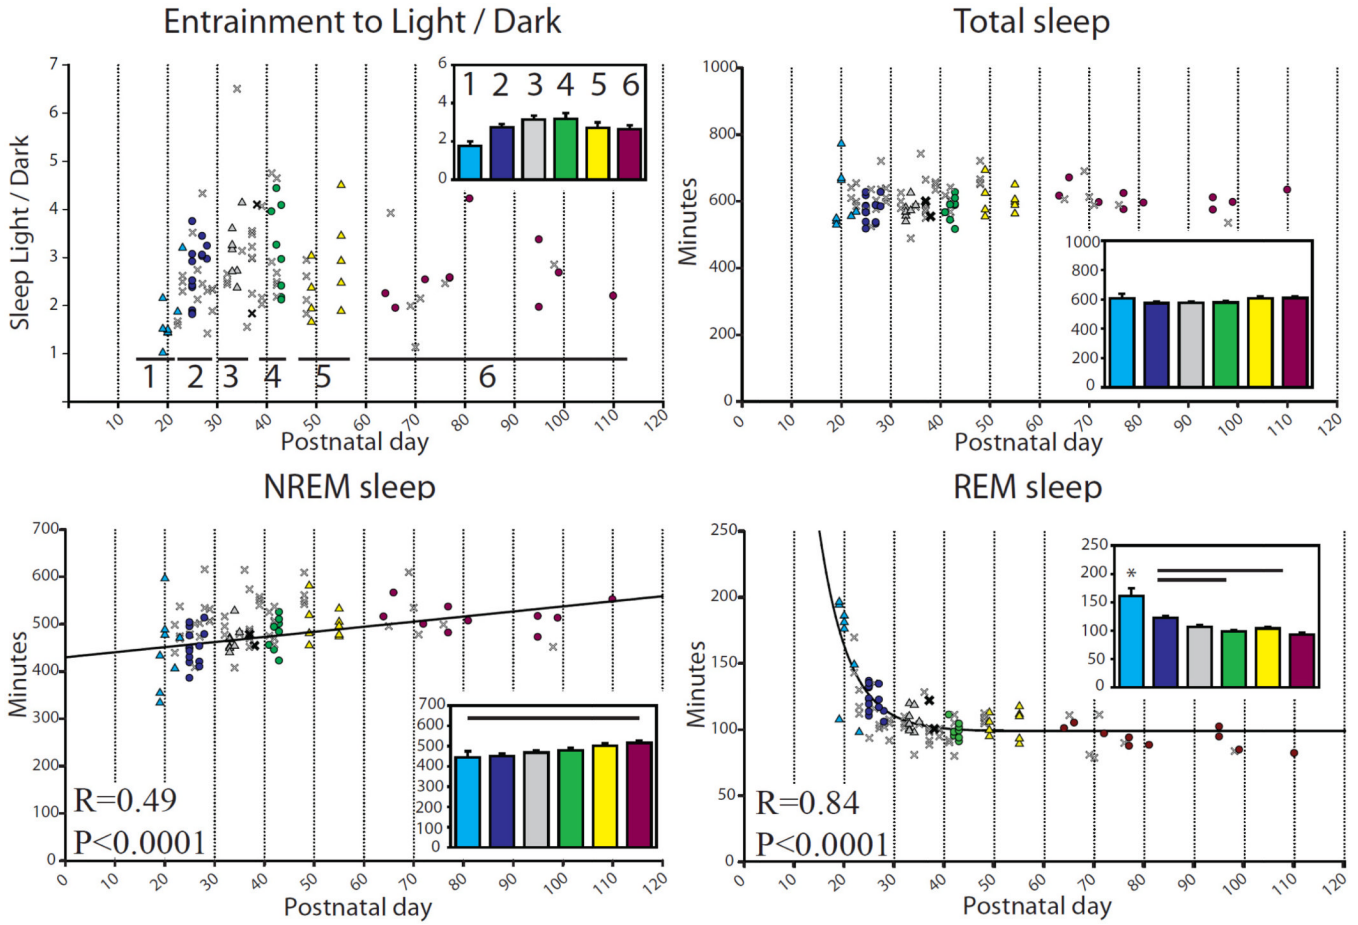 Entrainment to Light / Dark
Sleep Light / Dark
7
6
5
4
3
2
1
6
4
2
0
1 2 3 4 5 6
1 2 3 4 5 6
10 20 30 40 50 60 70 80 90 100 110 120
Postnatal day
Total sleep
Minutes
1000
800
600
400
200
0
1000
800
600
400
200
0
0 10 20 30 40 50 60 70 80 90 100 110 120
Postnatal day
NREM sleep
Minutes
700
600
500
400
300
200
100
0
700
600
500
400
300
200
100
0
R=0.49
P<0.0001
0 10 20 30 40 50 60 70 80 90 100 110 120
Postnatal day
REM sleep
Minutes
250
200
150
100
50
0
250
200
150
100
50
0
*
R=0.84
P<0.0001
0 10 20 30 40 50 60 70 80 90 100 110 120
Postnatal day